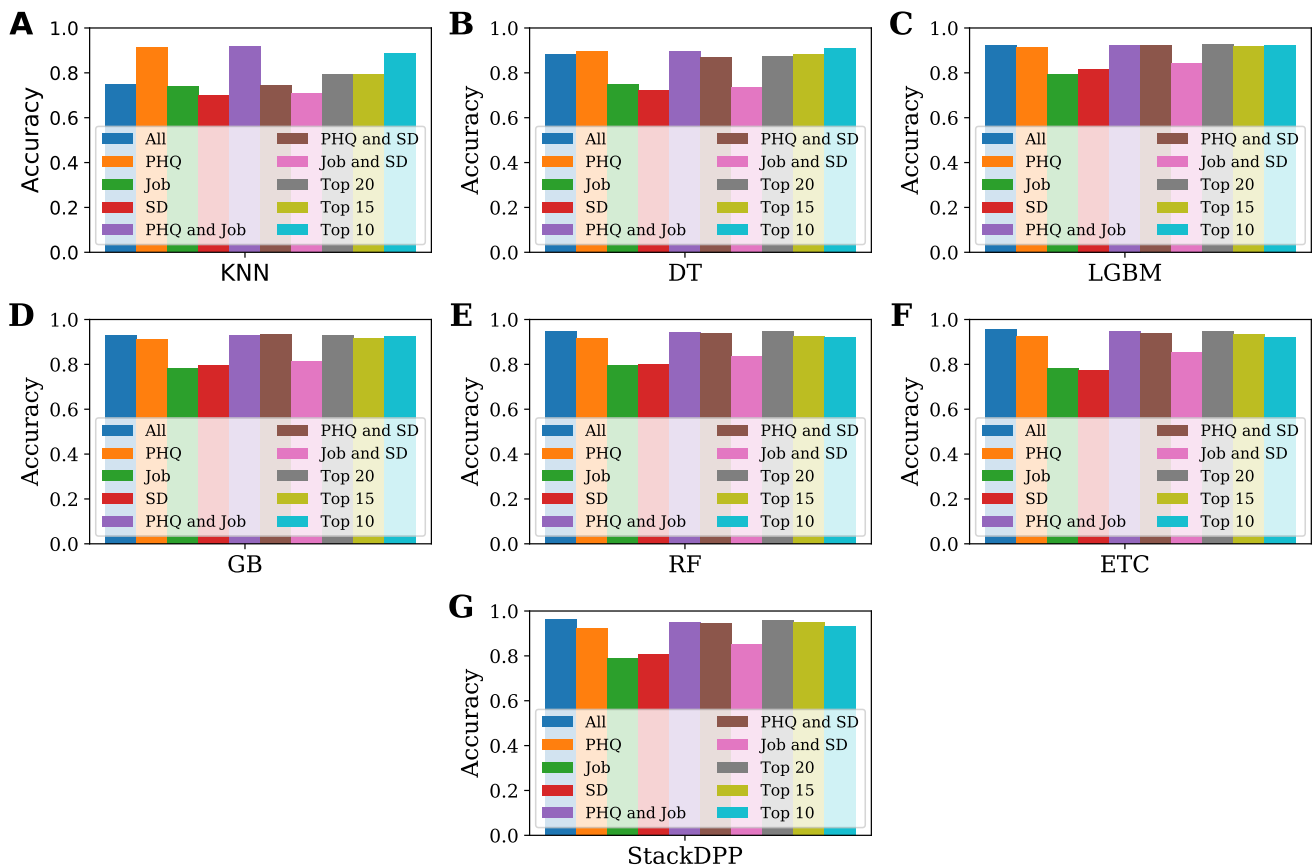 A
1.0
0.8
0.6
0.4
0.2
0.0
Accuracy
All
PHQ
Job
SD
PHQ and Job
PHQ and SD
Job and SD
Top 20
Top 15
Top 10
KNN
B
1.0
0.8
0.6
0.4
0.2
0.0
Accuracy
All
PHQ
Job
SD
PHQ and Job
PHQ and SD
Job and SD
Top 20
Top 15
Top 10
DT
C
1.0
0.8
0.6
0.4
0.2
0.0
Accuracy
All
PHQ
Job
SD
PHQ and Job
PHQ and SD
Job and SD
Top 20
Top 15
Top 10
LGBM
D
1.0
0.8
0.6
0.4
0.2
0.0
Accuracy
All
PHQ
Job
SD
PHQ and Job
PHQ and SD
Job and SD
Top 20
Top 15
Top 10
GB
E
1.0
0.8
0.6
0.4
0.2
0.0
Accuracy
All
PHQ
Job
SD
PHQ and Job
PHQ and SD
Job and SD
Top 20
Top 15
Top 10
RF
F
1.0
0.8
0.6
0.4
0.2
0.0
Accuracy
All
PHQ
Job
SD
PHQ and Job
PHQ and SD
Job and SD
Top 20
Top 15
Top 10
ETC
G
1.0
0.8
0.6
0.4
0.2
0.0
Accuracy
All
PHQ
Job
SD
PHQ and Job
PHQ and SD
Job and SD
Top 20
Top 15
Top 10
StackDPP